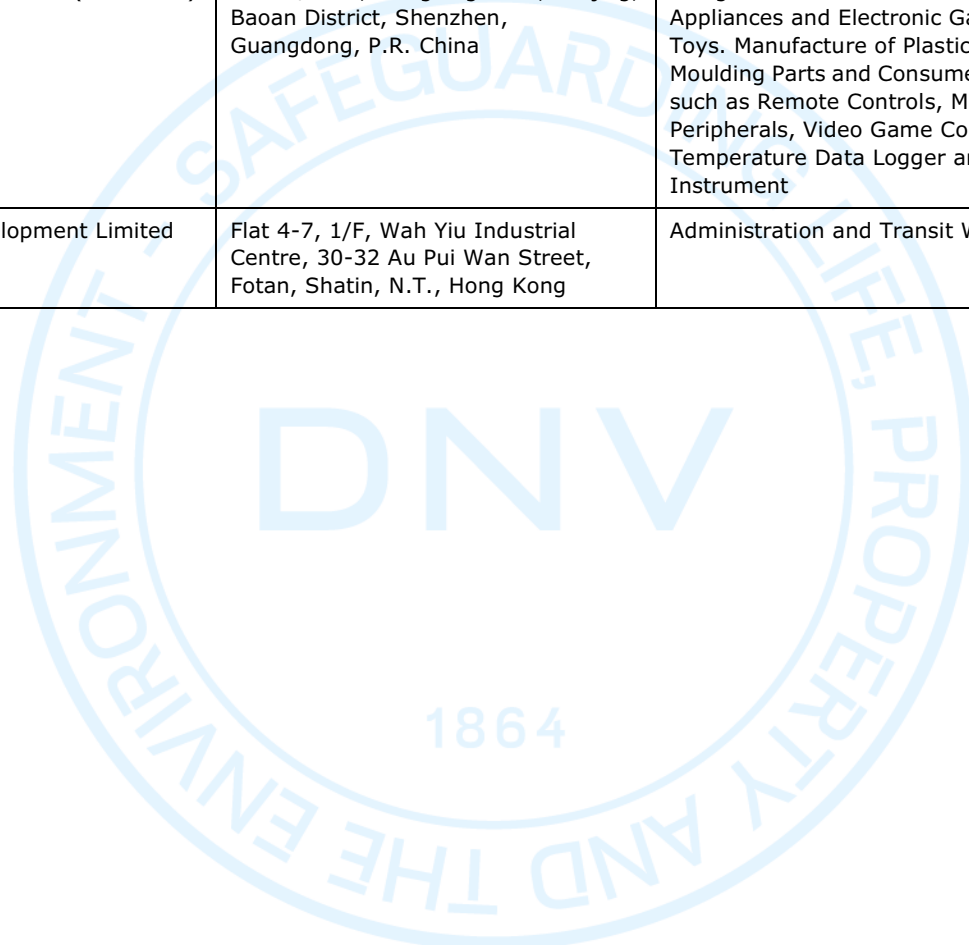 Baoan District, Shenzhen,
Guangdong, P.R. China
Appliances and Electronic
Toys. Manufacture of Plastic
Moulding Parts and
such as Remote Controls,
Peripherals, Video Game
Temperature Data Logger
Instrument
lopment Limited
Flat 4-7, 1/F, Wah Yiu Industrial
Centre, 30-32 Au Pui Wan Street,
Fotan, Shatin, N.T., Hong Kong
Administration and Transit
SAFEGUARDING LIFE, PROPERTY AND THE ENVIRONMENT -
DNV
1864